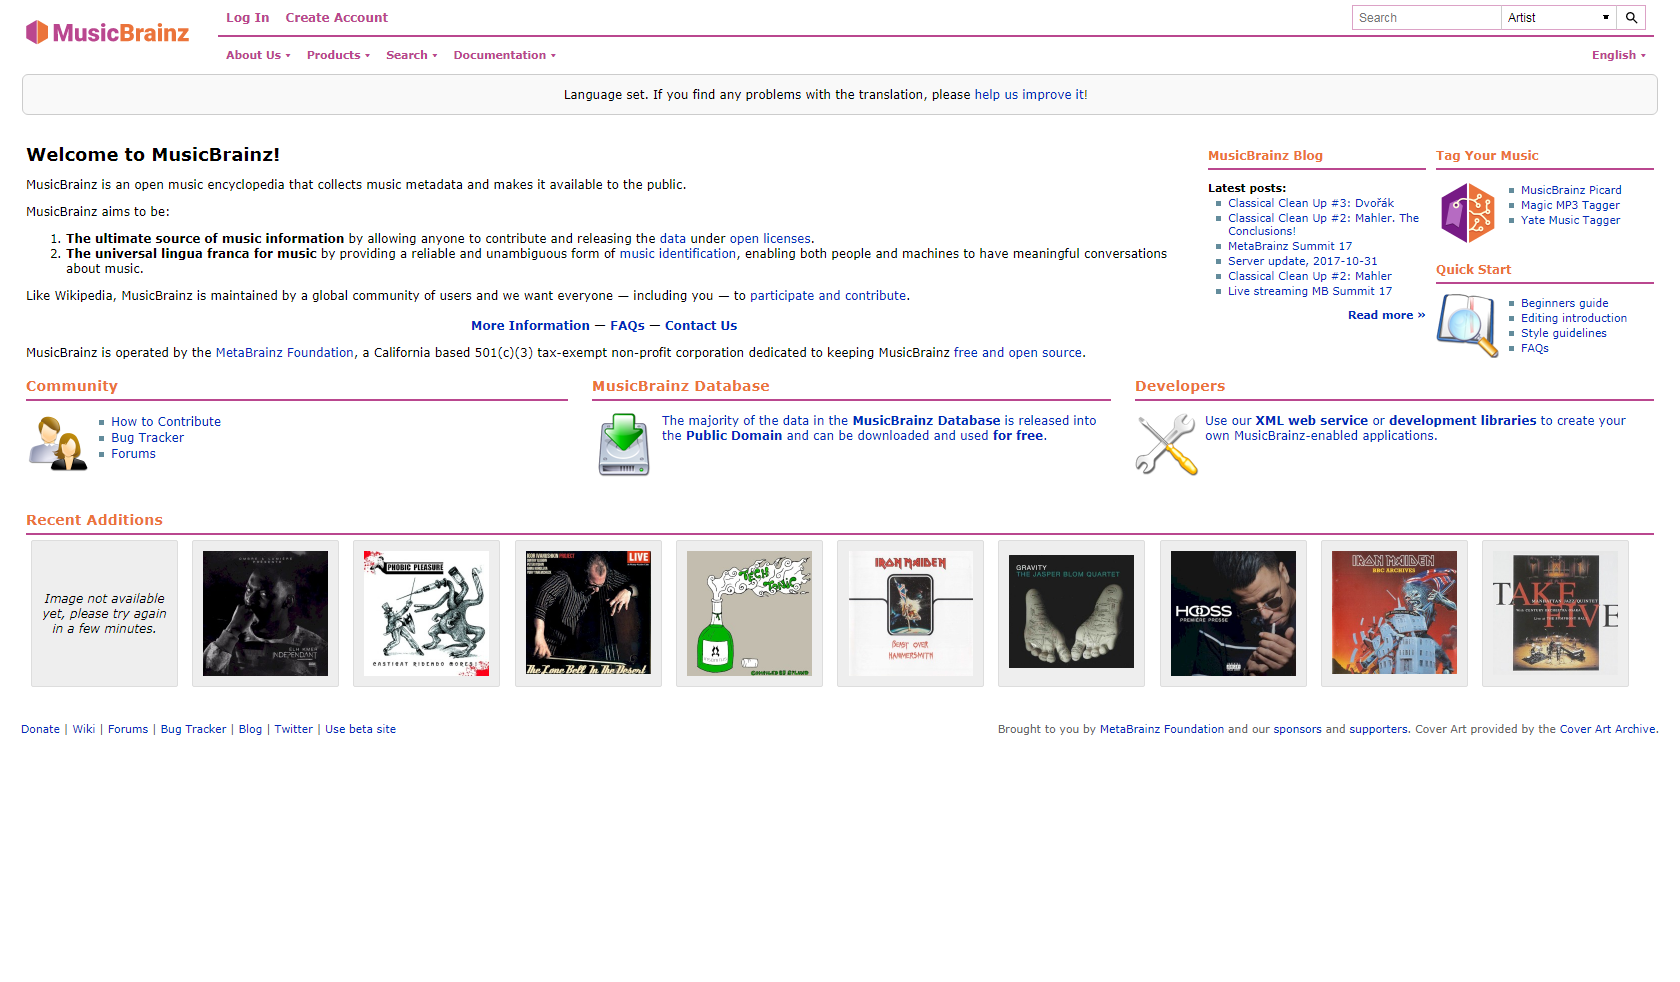 MusicBrainz
Log In Create Account
Search Artist
About Us Products Search Documentation
English
Language set. If you find any problems with the translation, please help us improve it!
Welcome to MusicBrainz!
MusicBrainz is an open music encyclopedia that collects music metadata and makes it available to the public.
MusicBrainz aims to be:
1. The ultimate source of music information by allowing anyone to contribute and releasing the data under open licenses.
2. The universal lingua franca for music by providing a reliable and unambiguous form of music identification, enabling both people and machines to have meaningful conversations
about music.
Like Wikipedia, MusicBrainz is maintained by a global community of users and we want everyone — including you — to participate and contribute.
More Information — FAQs — Contact Us
MusicBrainz is operated by the MetaBrainz Foundation, a California based 501(c)(3) tax-exempt non-profit corporation dedicated to keeping MusicBrainz free and open source.
MusicBrainz Blog
Latest posts:
Classical Clean Up #3: Dvořák
Classical Clean Up #2: Mahler. The
Conclusions!
MetaBrainz Summit 17
Server update, 2017-10-31
Classical Clean Up #2: Mahler
Live streaming MB Summit 17
Read more »
Tag Your Music
MusicBrainz Picard
Magic MP3 Tagger
Yate Music Tagger
Quick Start
Beginners guide
Editing introduction
Style guidelines
FAQs
Community
How to Contribute
Bug Tracker
Forums
MusicBrainz Database
The majority of the data in the MusicBrainz Database is released into
the Public Domain and can be downloaded and used for free.
Developers
Use our XML web service or development libraries to create your
own MusicBrainz-enabled applications.
Recent Additions
Image not available
yet, please try again
in a few minutes.
INDEPENDANT
PHOBIC PLEASURE
CASTIGAT RIDENDO MORES
LIVE
The Lone Bell In The Desert
IRON MAIDEN
BEAST OVER
HAMMERSMITH
GRAVITY
THE JASPER BLOM QUARTET
HOOSS
PREMIÈRE PRESSE
IRON MAIDEN
BBC ARCHIVES
TAKE
MANHATTAN JAZZ QUINTET
FIVE
Donate | Wiki | Forums | Bug Tracker | Blog | Twitter | Use beta site
Brought to you by MetaBrainz Foundation and our sponsors and supporters. Cover Art provided by the Cover Art Archive.